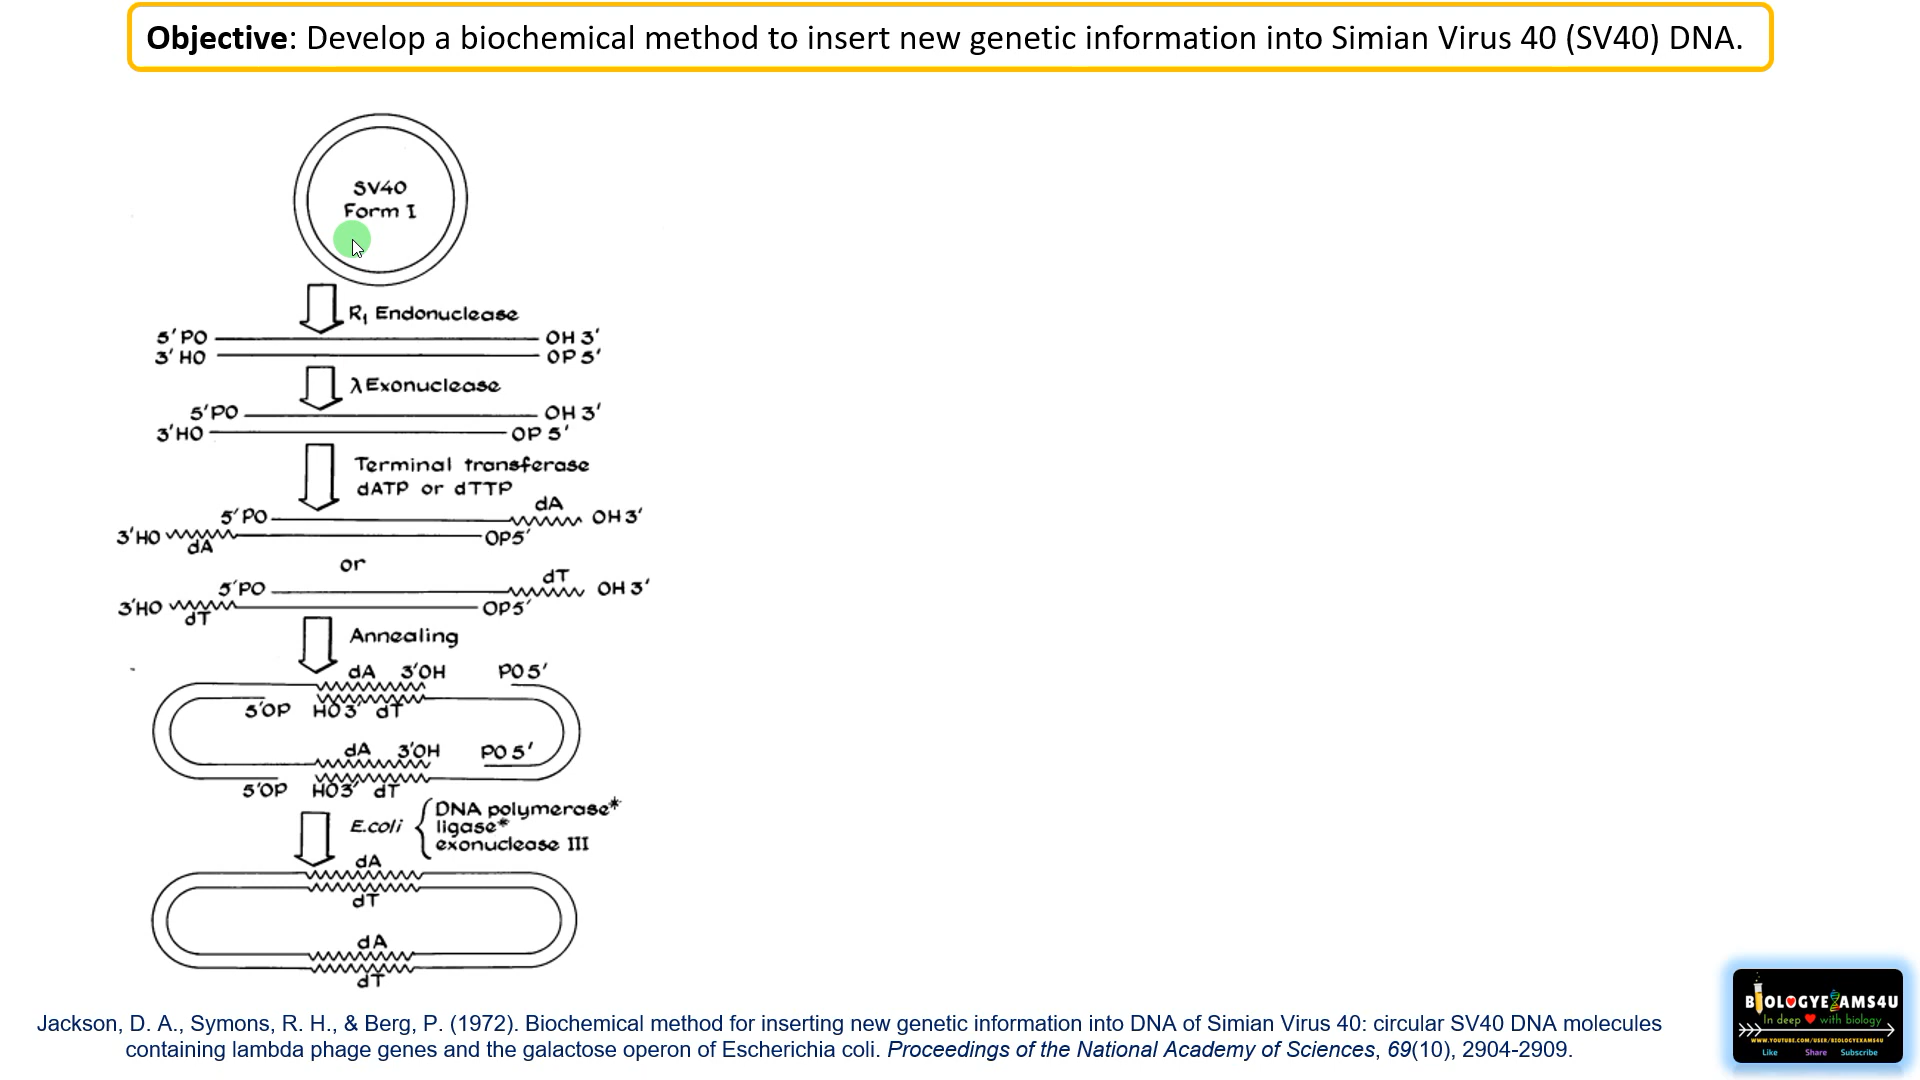 Objective: Develop a biochemical method to insert new genetic information into Simian Virus 40 (SV40) DNA.
SV40
Form I
R₁ Endonuclease
5' PO OH 3'
3' HO OP 5'
λ Exonuclease
5'PO OH 3'
3'HO OP 5'
Terminal transferase
dATP or dTTP
dA
5'PO OH 3'
3'HO OP5'
dA
or
dT
5'PO OH 3'
3'HO OP5'
dT
Annealing
dA 3'OH PO 5'
5'OP HO 3' dT
dA 3'OH PO 5'
5'OP HO3' dT
E.coli { DNA polymerase*
ligase*
exonuclease III
dA
dT
dA
dT
Jackson, D. A., Symons, R. H., & Berg, P. (1972). Biochemical method for inserting new genetic information into DNA of Simian Virus 40: circular SV40 DNA molecules
containing lambda phage genes and the galactose operon of Escherichia coli. Proceedings of the National Academy of Sciences, 69(10), 2904-2909.
BIOLOGYEXAMS4U
In deep ♥ with biology
WWW.YOUTUBE.COM/USER/BIOLOGYEXAMS4U
Like Share Subscribe